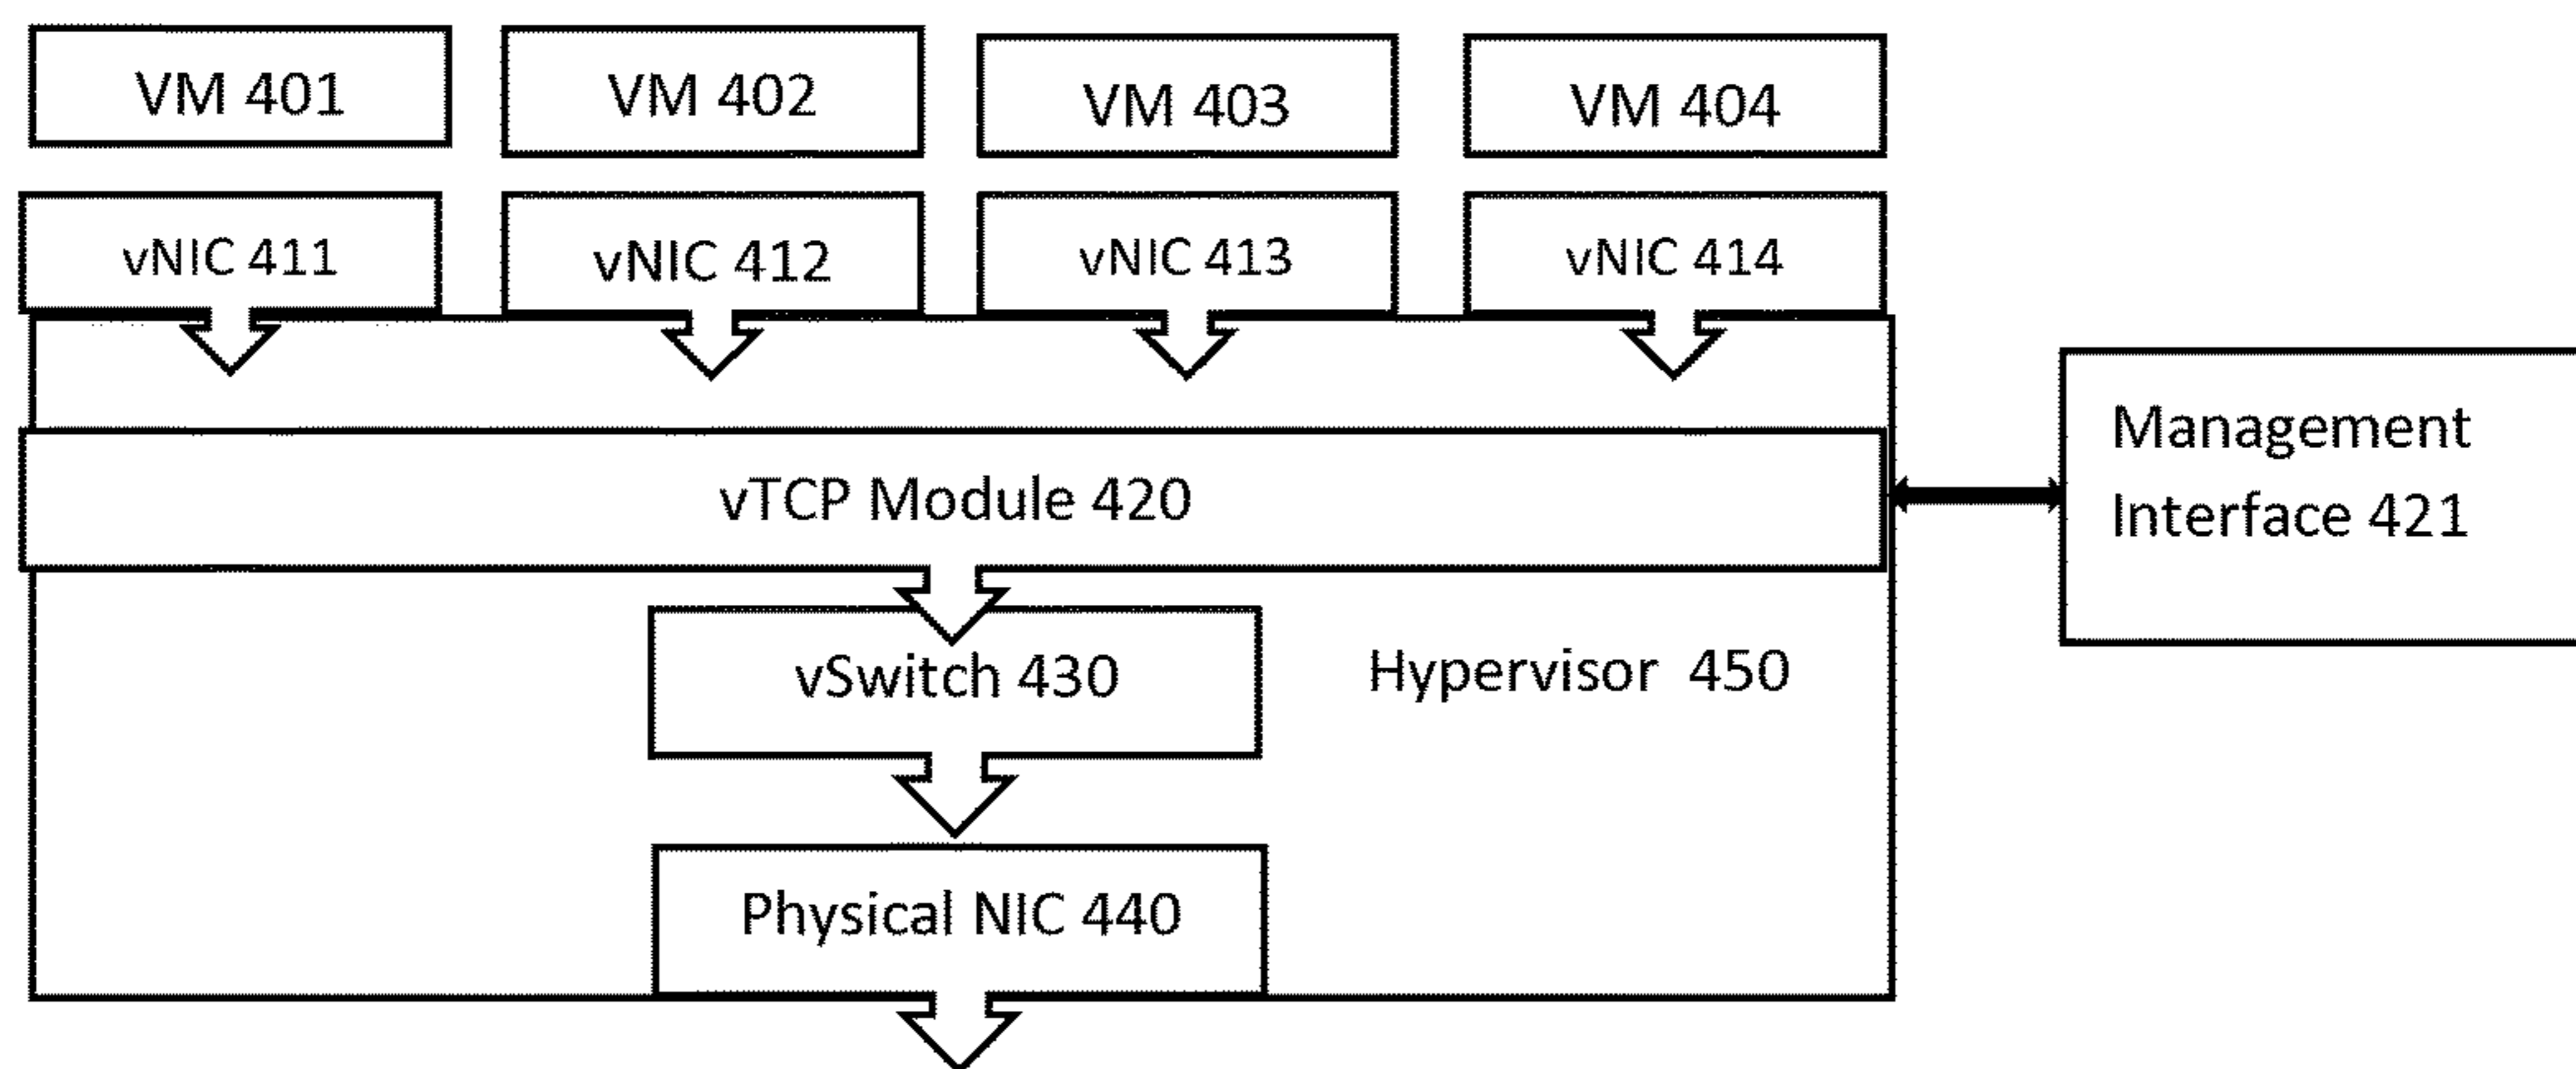 VM 401
VM 402
VM 403
VM 404
vNIC 411
vNIC 412
vNIC 413
vNIC 414
vTCP Module 420
Management
Interface 421
vSwitch 430
Hypervisor 450
Physical NIC 440